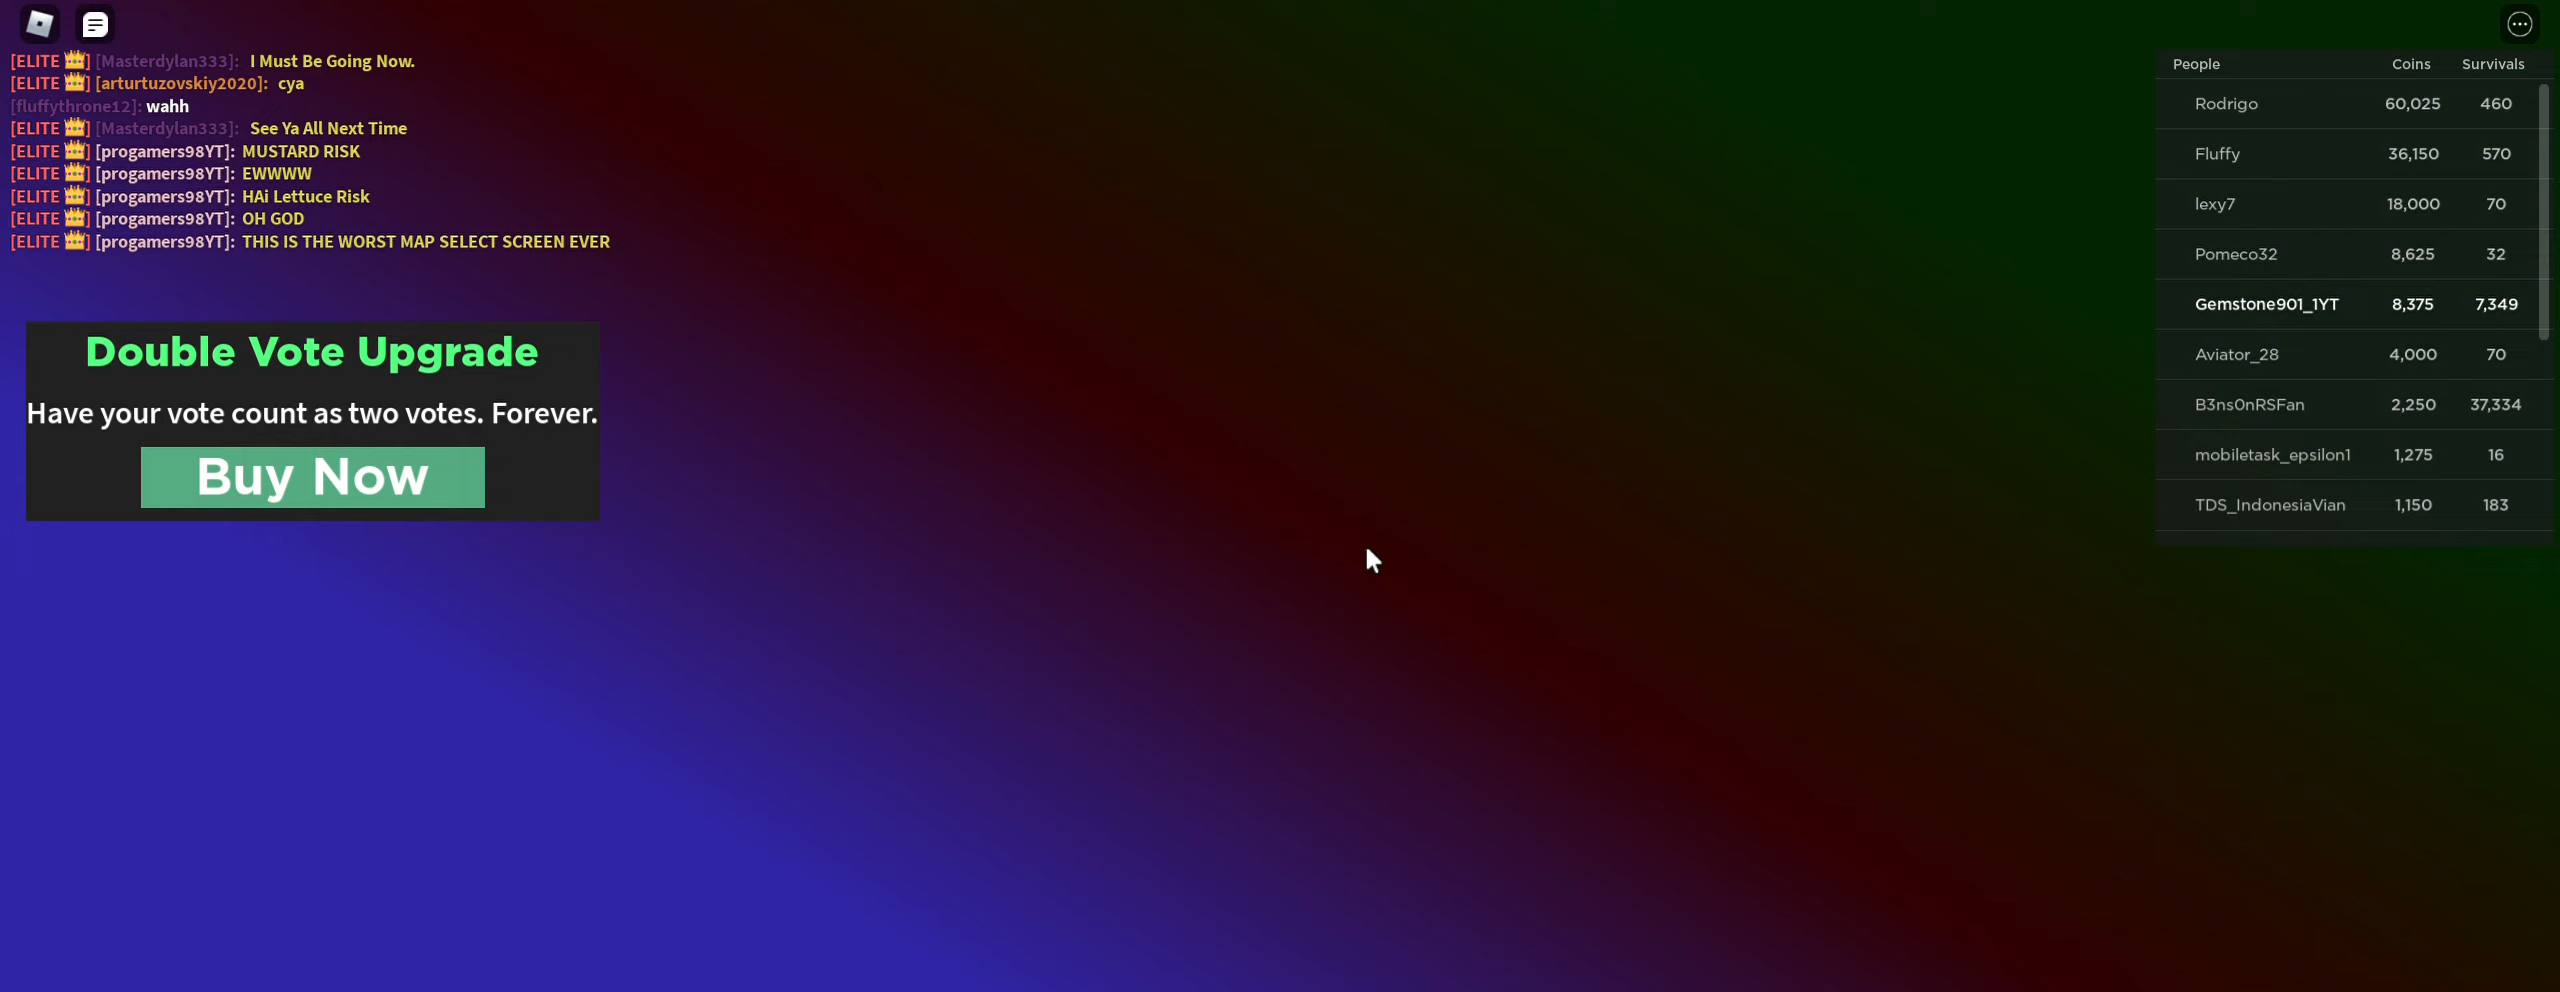 [ELITE 👑] [Masterdylan333]: I Must Be Going Now.
[ELITE 👑] [arturtuzovskiy2020]: cya
[fluffythrone12]: wahh
[ELITE 👑] [Masterdylan333]: See Ya All Next Time
[ELITE 👑] [progamers98YT]: MUSTARD RISK
[ELITE 👑] [progamers98YT]: EWWWW
[ELITE 👑] [progamers98YT]: HAi Lettuce Risk
[ELITE 👑] [progamers98YT]: OH GOD
[ELITE 👑] [progamers98YT]: THIS IS THE WORST MAP SELECT SCREEN EVER
Double Vote Upgrade
Have your vote count as two votes. Forever.
Buy Now
People Coins Survivals
Rodrigo 60,025 460
Fluffy 36,150 570
lexy7 18,000 70
Pomeco32 8,625 32
Gemstone901_1YT 8,375 7,349
Aviator_28 4,000 70
B3ns0nRSFan 2,250 37,334
mobiletask_epsilon1 1,275 16
TDS_IndonesiaVian 1,150 183